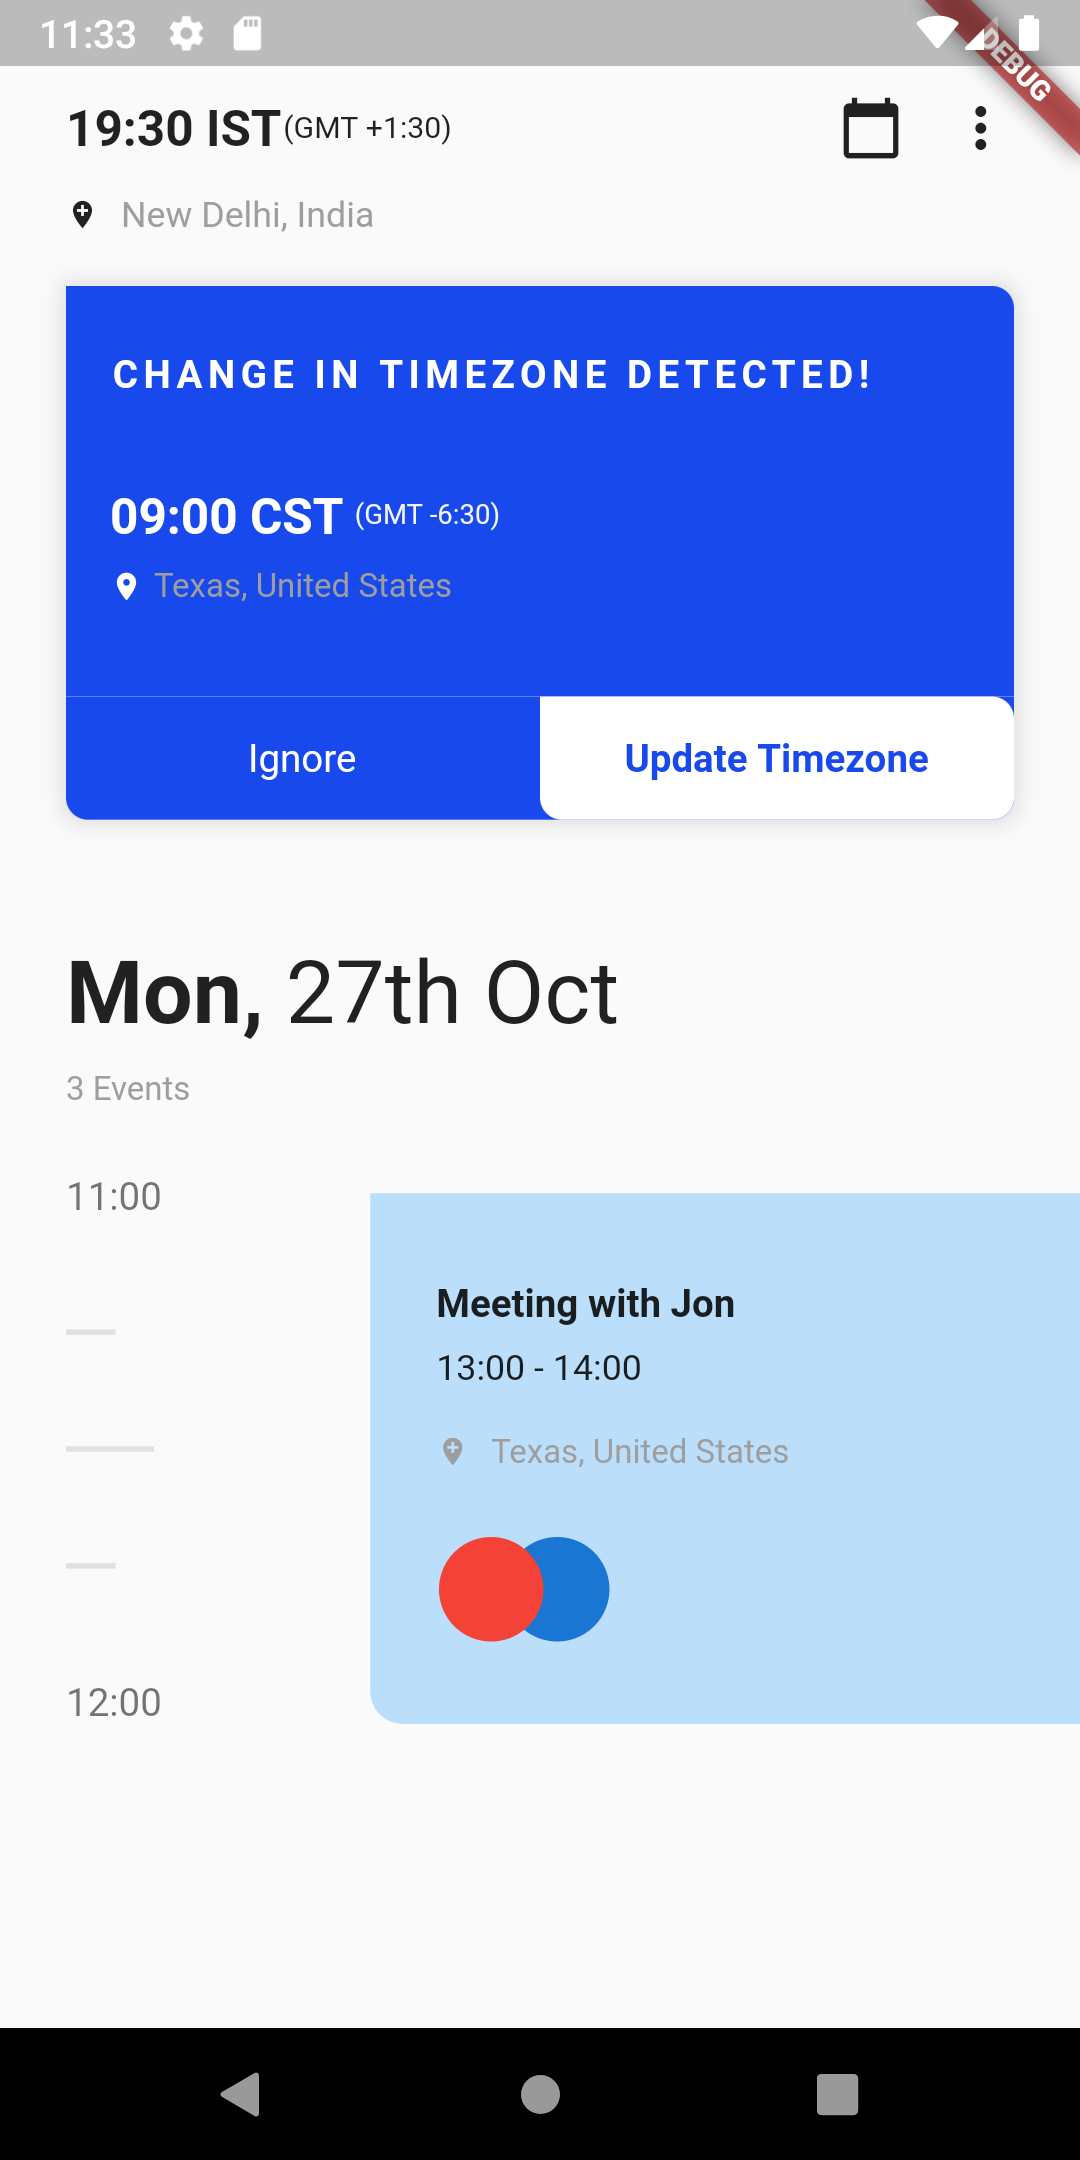 11:33
DEBUG
19:30 IST (GMT +1:30)
New Delhi, India
CHANGE IN TIMEZONE DETECTED!
09:00 CST (GMT -6:30)
Texas, United States
Ignore
Update Timezone
Mon, 27th Oct
3 Events
11:00
Meeting with Jon
13:00 - 14:00
Texas, United States
12:00